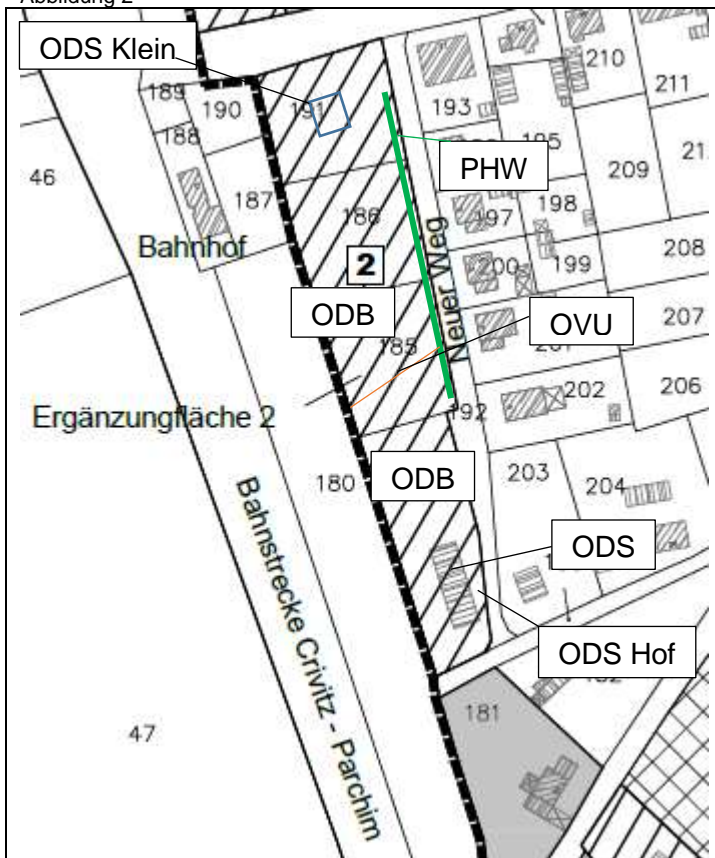 Abbildung 2
ODS Klein
210
211
189
190
191
193
188
195
209
46
PHW
187
186
197
198
Bahnhof
Neuer Weg
2
200
199
208
ODB
OVU
185
207
Ergänzungfläche 2
192
202
206
180
ODB
203
204
Bahnstrecke Crivitz - Parchim
ODS
ODS Hof
181
47